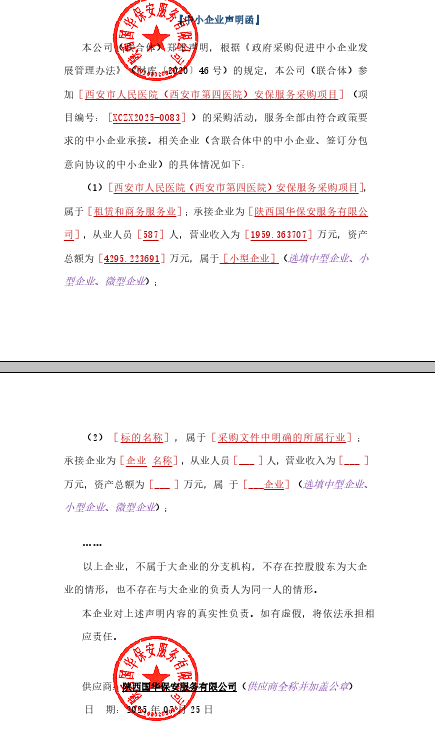 『中小企业声明函』
本公司（联合体）郑重声明，根据《政府采购促进中小企业发
展管理办法》（财库〔2020〕46 号）的规定，本公司（联合体）参
加［西安市人民医院（西安市第四医院）安保服务采购项目］（项
目编号：［XCZX2025-0083］）的采购活动，服务全部由符合政策要
求的中小企业承接。相关企业（含联合体中的中小企业、签订分包
意向协议的中小企业）的具体情况如下：
（1）［西安市人民医院（西安市第四医院）安保服务采购项目］，
属于［租赁和商务服务业］；承接企业为［陕西国华保安服务有限公
司］，从业人员［587］人，营业收入为［1959.363707］万元，资产
总额为［4295.223691］万元，属于［小型企业］（选填中型企业、小
型企业、微型企业）；
（2）［标的名称］，属于［采购文件中明确的所属行业］；
承接企业为［企业 名称］，从业人员［___ ］人，营业收入为［___ ］
万元，资产总额为［___ ］万元，属 于［___企业］（选填中型企业、
小型企业、微型企业）；
……
以上企业，不属于大企业的分支机构，不存在控股股东为大企
业的情形，也不存在与大企业的负责人为同一人的情形。
本企业对上述声明内容的真实性负责。如有虚假，将依法承担相
应责任。
供应商：陕西国华保安服务有限公司（供应商全称并加盖公章）
日 期：2025 年 07 月 25 日